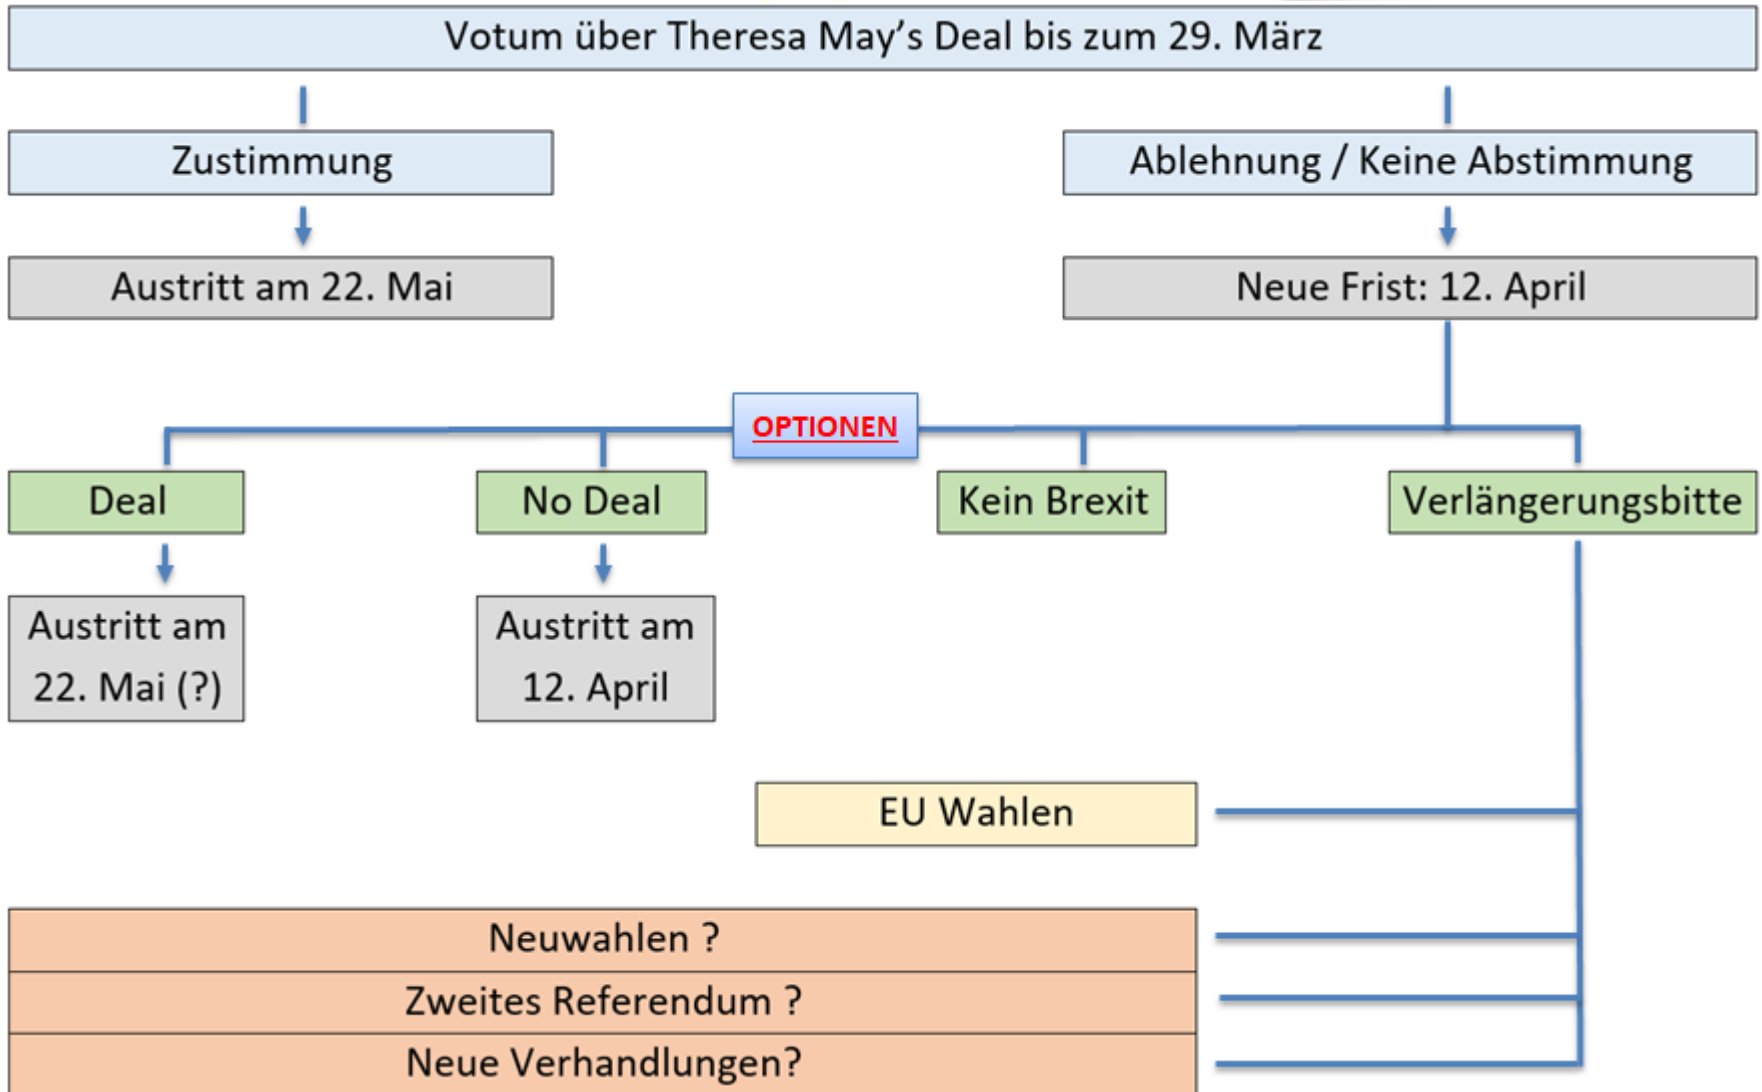 Votum über Theresa May’s Deal bis zum 29. März
Zustimmung
Ablehnung / Keine Abstimmung
Austritt am 22. Mai
Neue Frist: 12. April
OPTIONEN
Deal
No Deal
Kein Brexit
Verlängerungsbitte
Austritt am
22. Mai (?)
Austritt am
12. April
EU Wahlen
Neuwahlen ?
Zweites Referendum ?
Neue Verhandlungen?